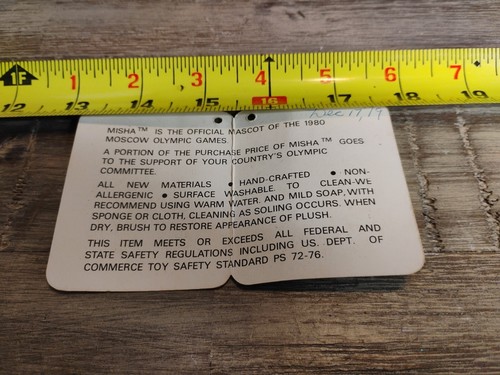 1F 1 2 3 4 5 6 7
12 13 14 15 16 17 18 19
MISHA™ IS THE OFFICIAL MASCOT OF THE 1980
MOSCOW OLYMPIC GAMES
A PORTION OF THE PURCHASE PRICE OF MISHA™ GOES
TO THE SUPPORT OF YOUR COUNTRY'S OLYMPIC
COMMITTEE.
ALL NEW MATERIALS • HAND-CRAFTED • NON-
ALLERGENIC • SURFACE WASHABLE. TO CLEAN-WE
RECOMMEND USING WARM WATER. AND MILD SOAP, WITH
SPONGE OR CLOTH, CLEANING AS SOLIING OCCURS. WHEN
DRY, BRUSH TO RESTORE APPEARANCE OF PLUSH.
THIS ITEM MEETS OR EXCEEDS ALL FEDERAL AND
STATE SAFETY REGULATIONS INCLUDING U.S. DEPT. OF
COMMERCE TOY SAFETY STANDARD PS 72-76.